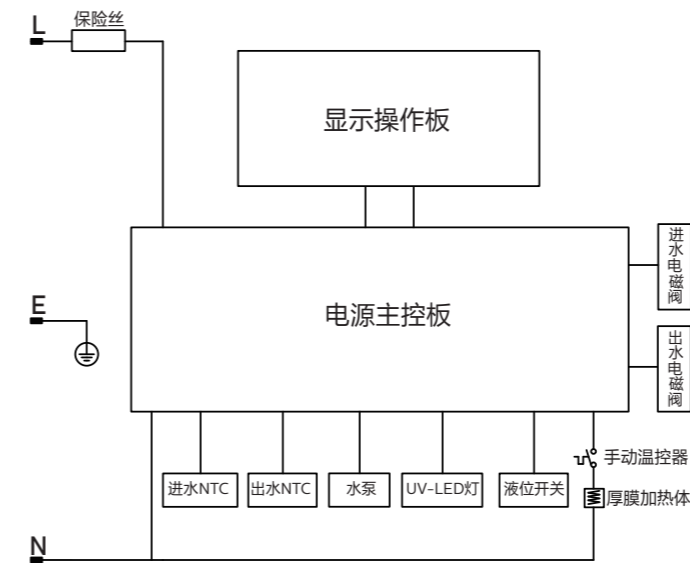 L
保险丝
显示操作板
进水电磁阀
E
电源主控板
出水电磁阀
手动温控器
进水NTC
出水NTC
水泵
UV-LED灯
液位开关
厚膜加热体
N